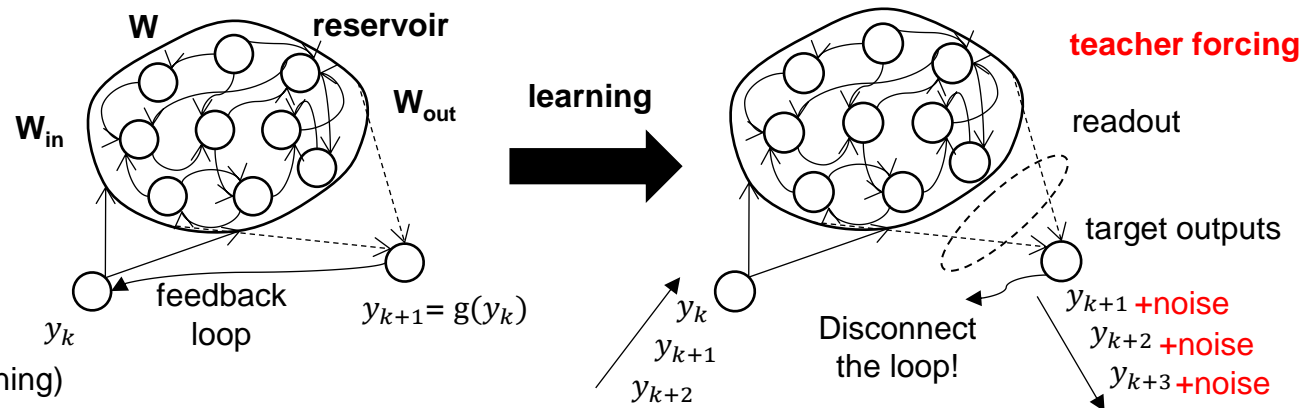 W
reservoir
W_in
W_out
feedback
loop
y_k
y_{k+1}= g(y_k)
hing)
learning
teacher forcing
readout
target outputs
y_k
y_{k+1}
y_{k+2}
Disconnect
the loop!
y_{k+1} +noise
y_{k+2} +noise
y_{k+3} +noise